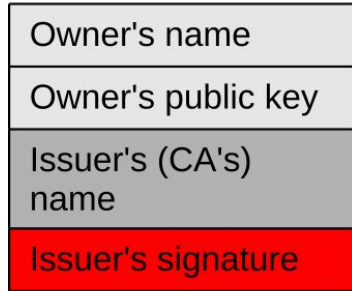 Owner's name
Owner's public key
Issuer's (CA's)
name
Issuer's signature